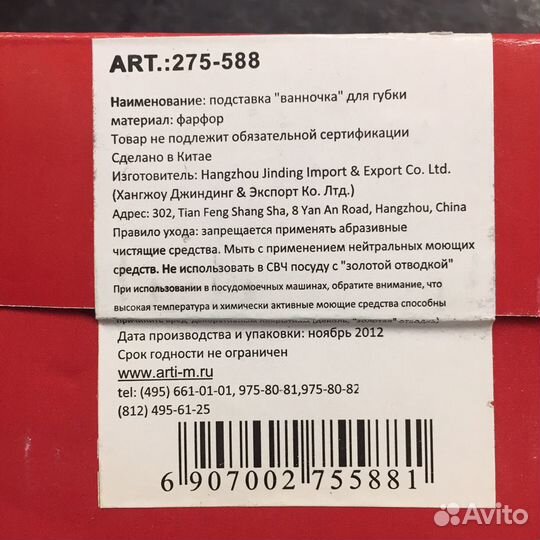 ART.:275-588
Наименование: подставка "ванночка" для губки
материал: фарфор
Товар не подлежит обязательной сертификации
Сделано в Китае
Изготовитель: Hangzhou Jinding Import & Export Co. Ltd.
(Хангжоу Джиндинг & Экспорт Ко. Лтд.)
Адрес: 302, Tian Feng Shang Sha, 8 Yan An Road, Hangzhou, China
Правило ухода: запрещается применять абразивные
чистящие средства. Мыть с применением нейтральных моющих
средств. Не использовать в СВЧ посуду с "золотой отводкой"
При использовании в посудомоечных машинах, обратите внимание, что
высокая температура и химически активные моющие средства способны
Дата производства и упаковки: ноябрь 2012
Срок годности не ограничен
www.arti-m.ru
tel: (495) 661-01-01, 975-80-81,975-80-82
(812) 495-61-25
6 907002 755881
Avito